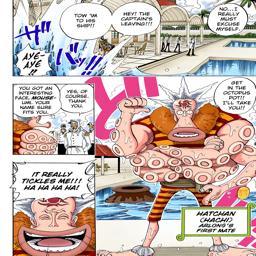 TOW 'IM
TO HIS
SHIP!!
HEY! THE
CAPTAIN'S
LEAVING!!!
NO...I
REALLY
MUST
EXCUSE
MYSELF.
AYE-
AYE
!!
YOU GOT AN
INTERESTING
FACE, MOUSE-
UM. YOUR
NAME SURE
FITS YOU.
YES, OF
COURSE.
THANK
YOU.
GET IN
THE
OCTOPUS
POT!!
I'LL TAKE
YOU!!
IT REALLY
TICKLES ME!!!
HA HA HA HA!
HATCHAN
(HACHI)
ARLONG'S
FIRST MATE